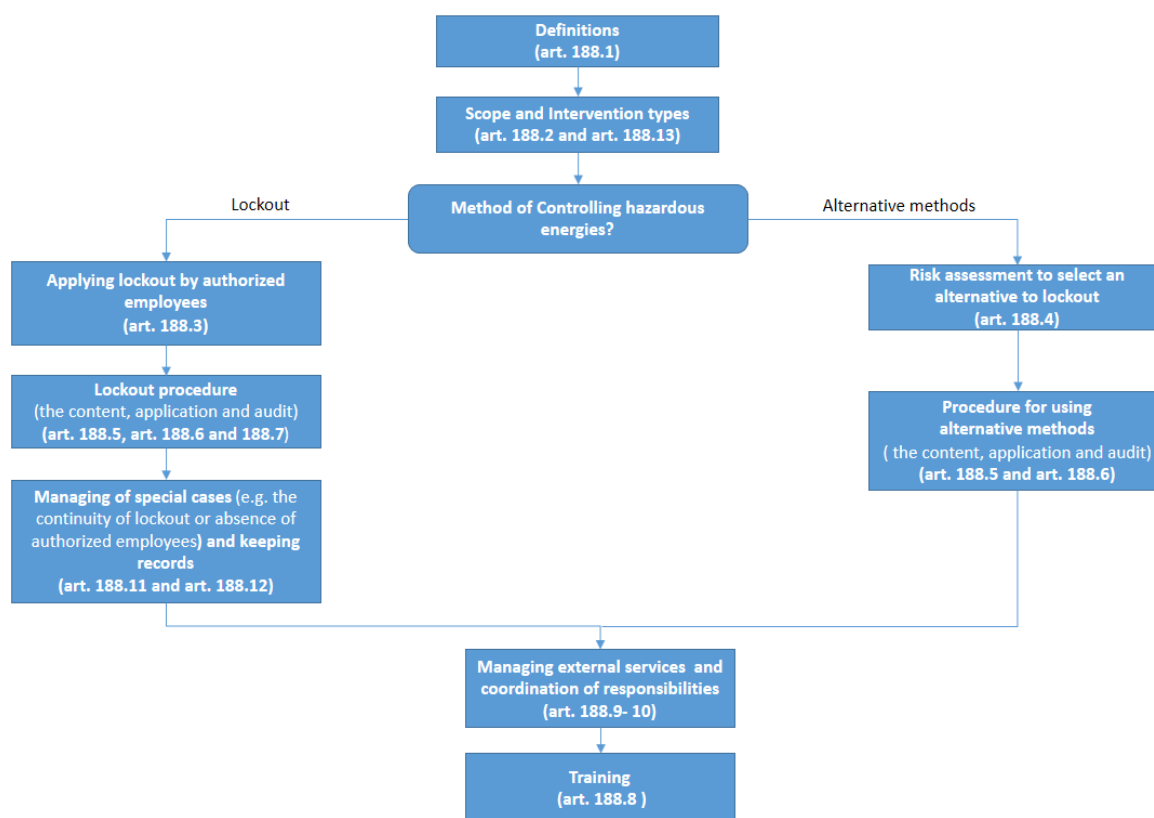 Definitions
(art. 188.1)
Scope and Intervention types
(art. 188.2 and art. 188.13)
Method of Controlling hazardous
energies?
Lockout
Alternative methods
Applying lockout by authorized
employees
(art. 188.3)
Lockout procedure
(the content, application and audit)
(art. 188.5, art. 188.6 and 188.7)
Managing of special cases (e.g. the
continuity of lockout or absence of
authorized employees) and keeping
records
(art. 188.11 and art. 188.12)
Risk assessment to select an
alternative to lockout
(art. 188.4)
Procedure for using
alternative methods
( the content, application and audit)
(art. 188.5 and art. 188.6)
Managing external services and
coordination of responsibilities
(art. 188.9- 10)
Training
(art. 188.8 )